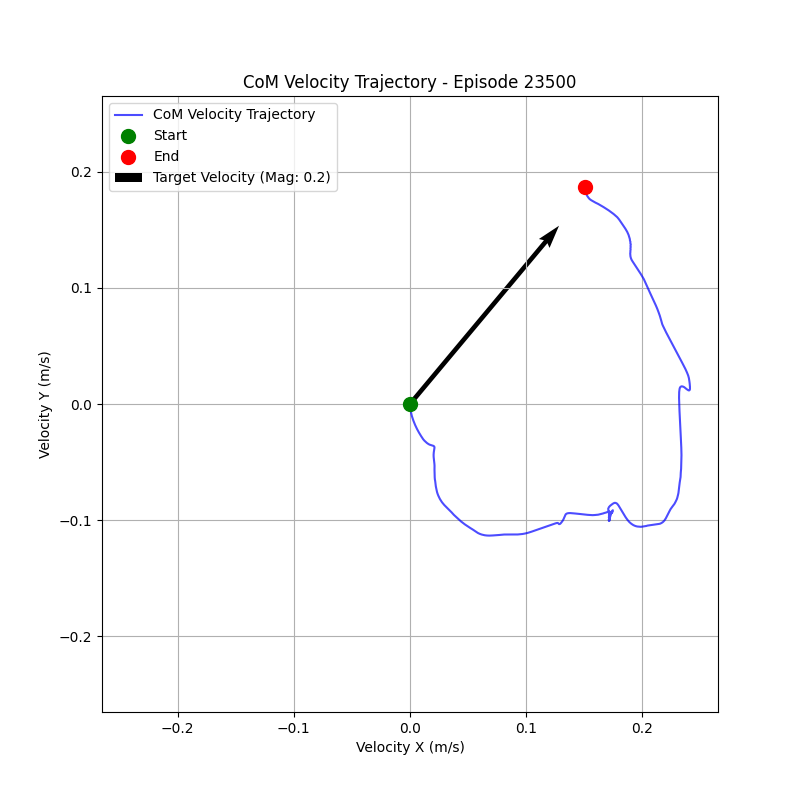 CoM Velocity Trajectory - Episode 23500
CoM Velocity Trajectory
Start
End
Target Velocity (Mag: 0.2)
0.2
0.1
0.0
−0.1
−0.2
Velocity Y (m/s)
−0.2
−0.1
0.0
0.1
0.2
Velocity X (m/s)